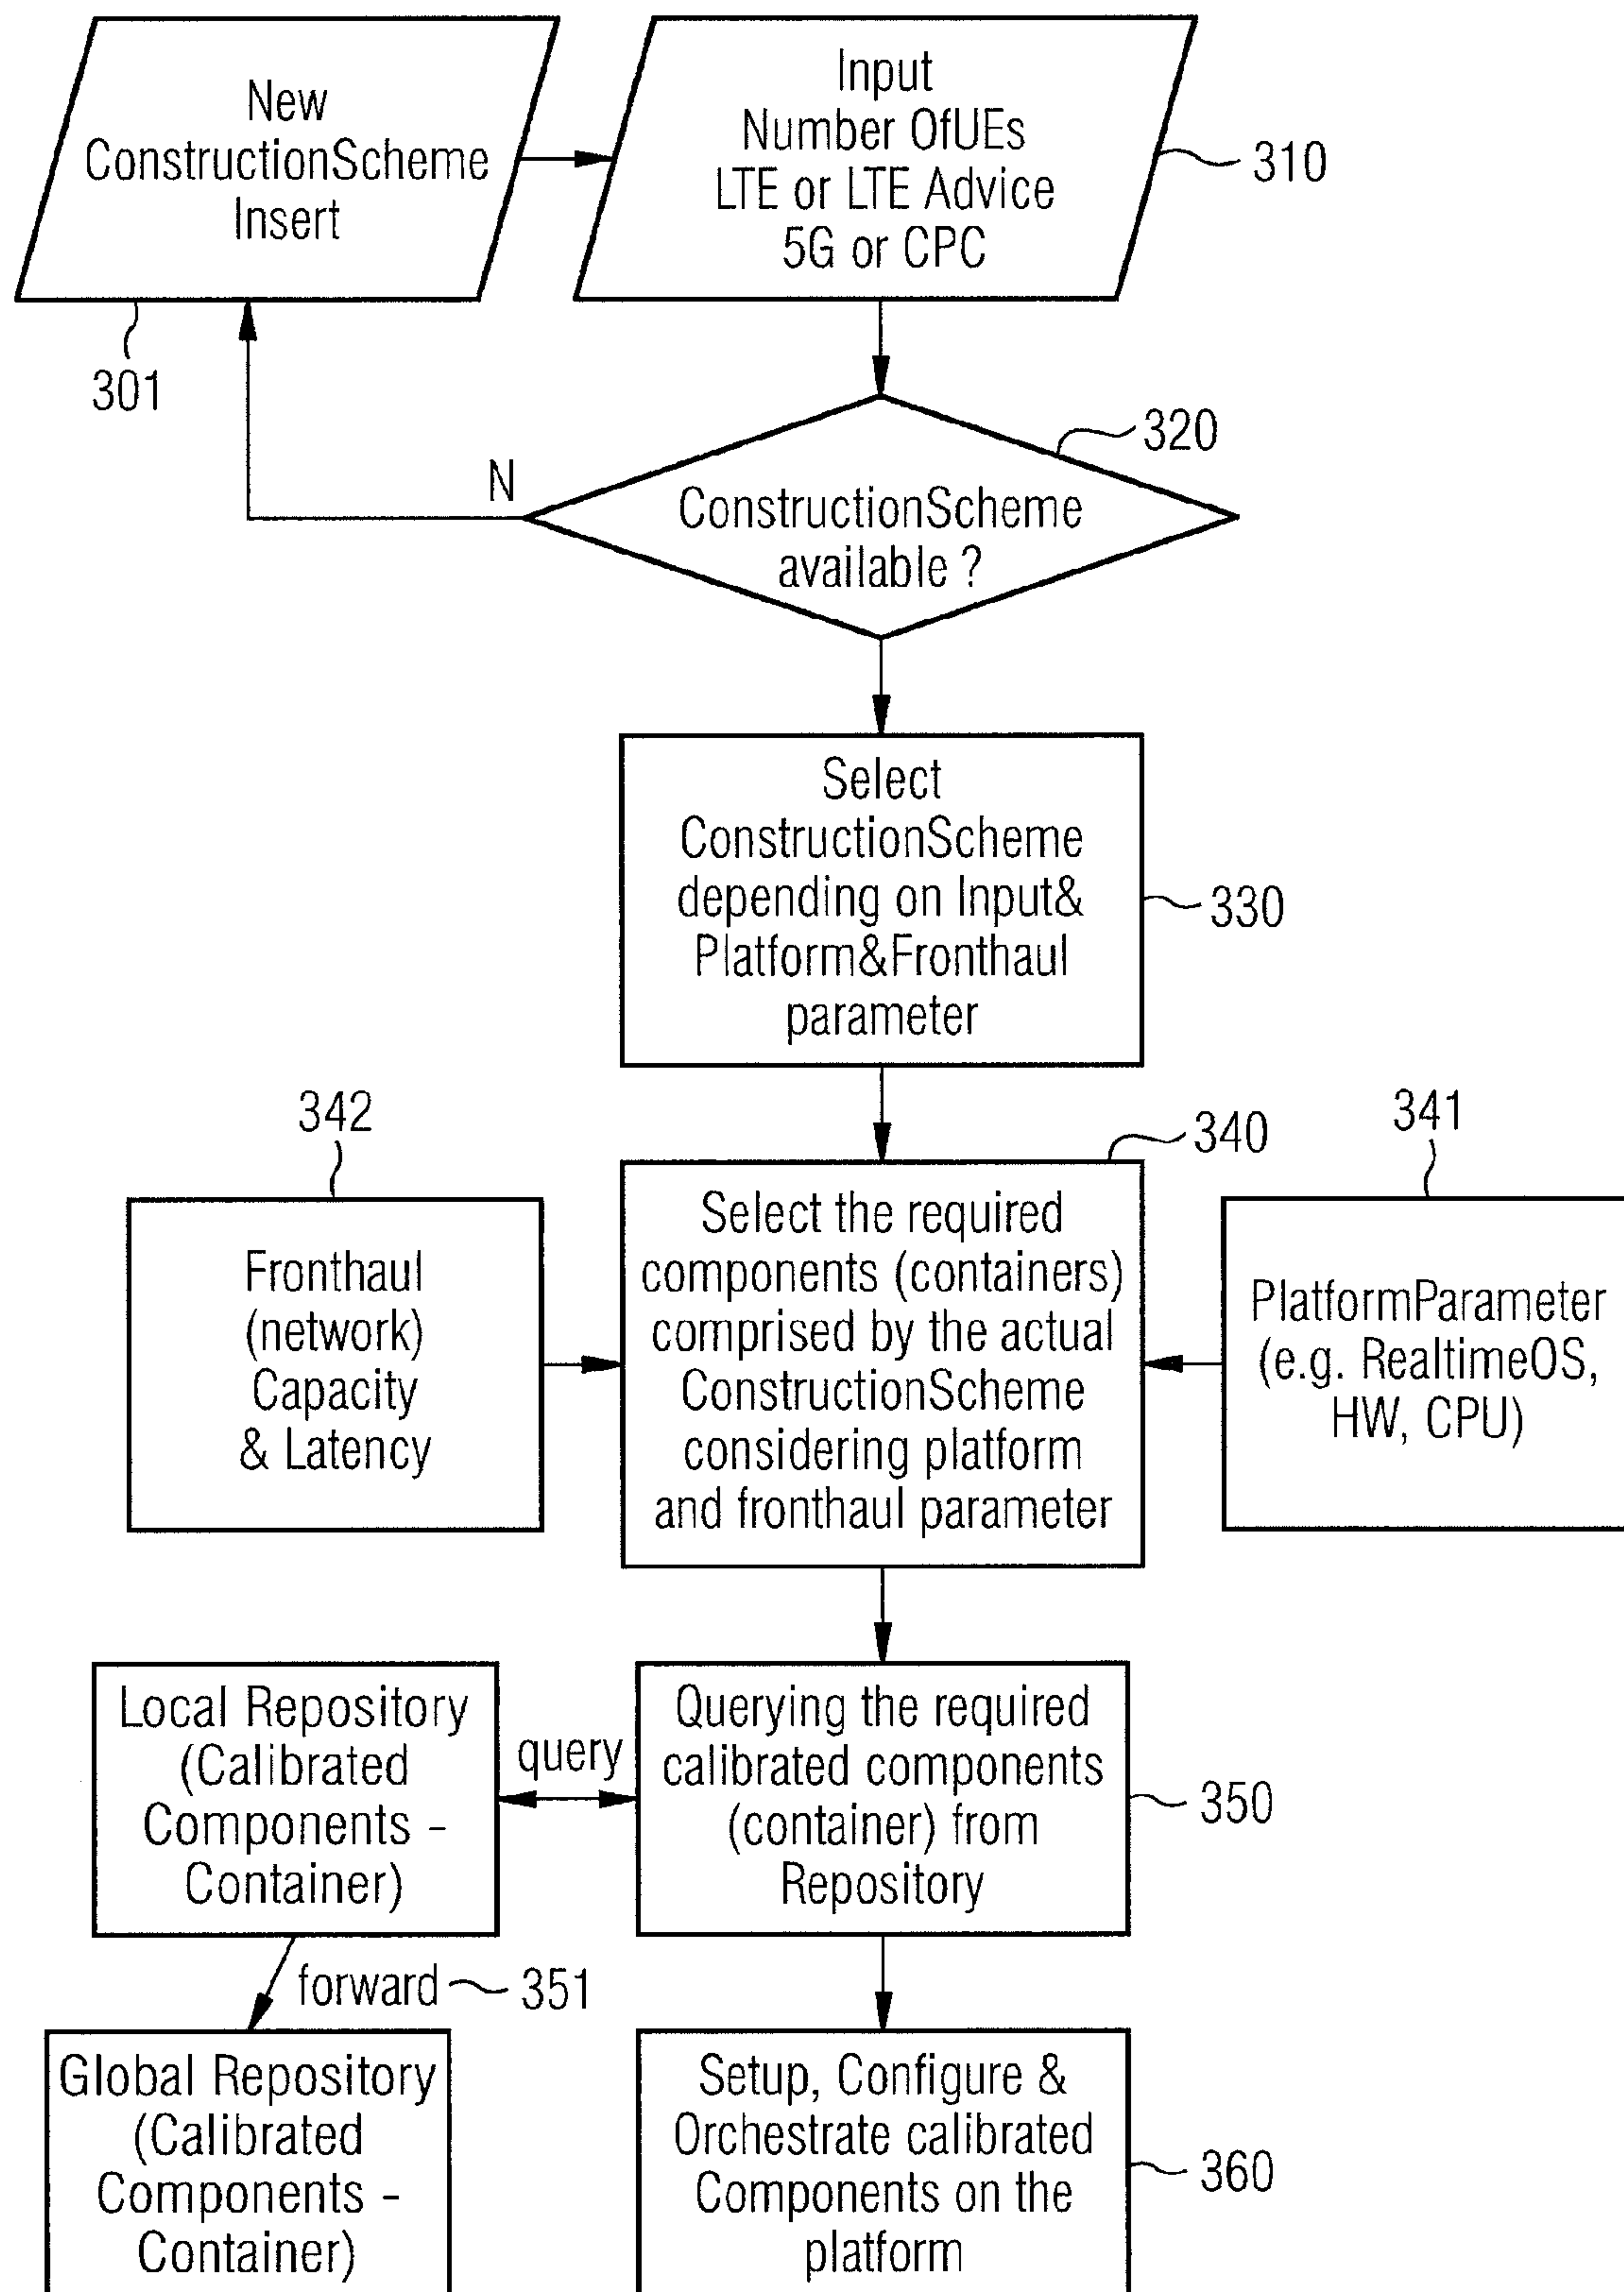 New
ConstructionScheme
Insert
301
Input
Number OfUEs
LTE or LTE Advice
5G or CPC
310
320
N
ConstructionScheme
available ?
Select
ConstructionScheme
depending on Input&
Platform&Fronthaul
parameter
330
342
Fronthaul
(network)
Capacity
& Latency
340
Select the required
components (containers)
comprised by the actual
ConstructionScheme
considering platform
and fronthaul parameter
341
PlatformParameter
(e.g. RealtimeOS,
HW, CPU)
Local Repository
(Calibrated
Components -
Container)
query
Querying the required
calibrated components
(container) from
Repository
350
forward
351
Global Repository
(Calibrated
Components -
Container)
Setup, Configure &
Orchestrate calibrated
Components on the
platform
360